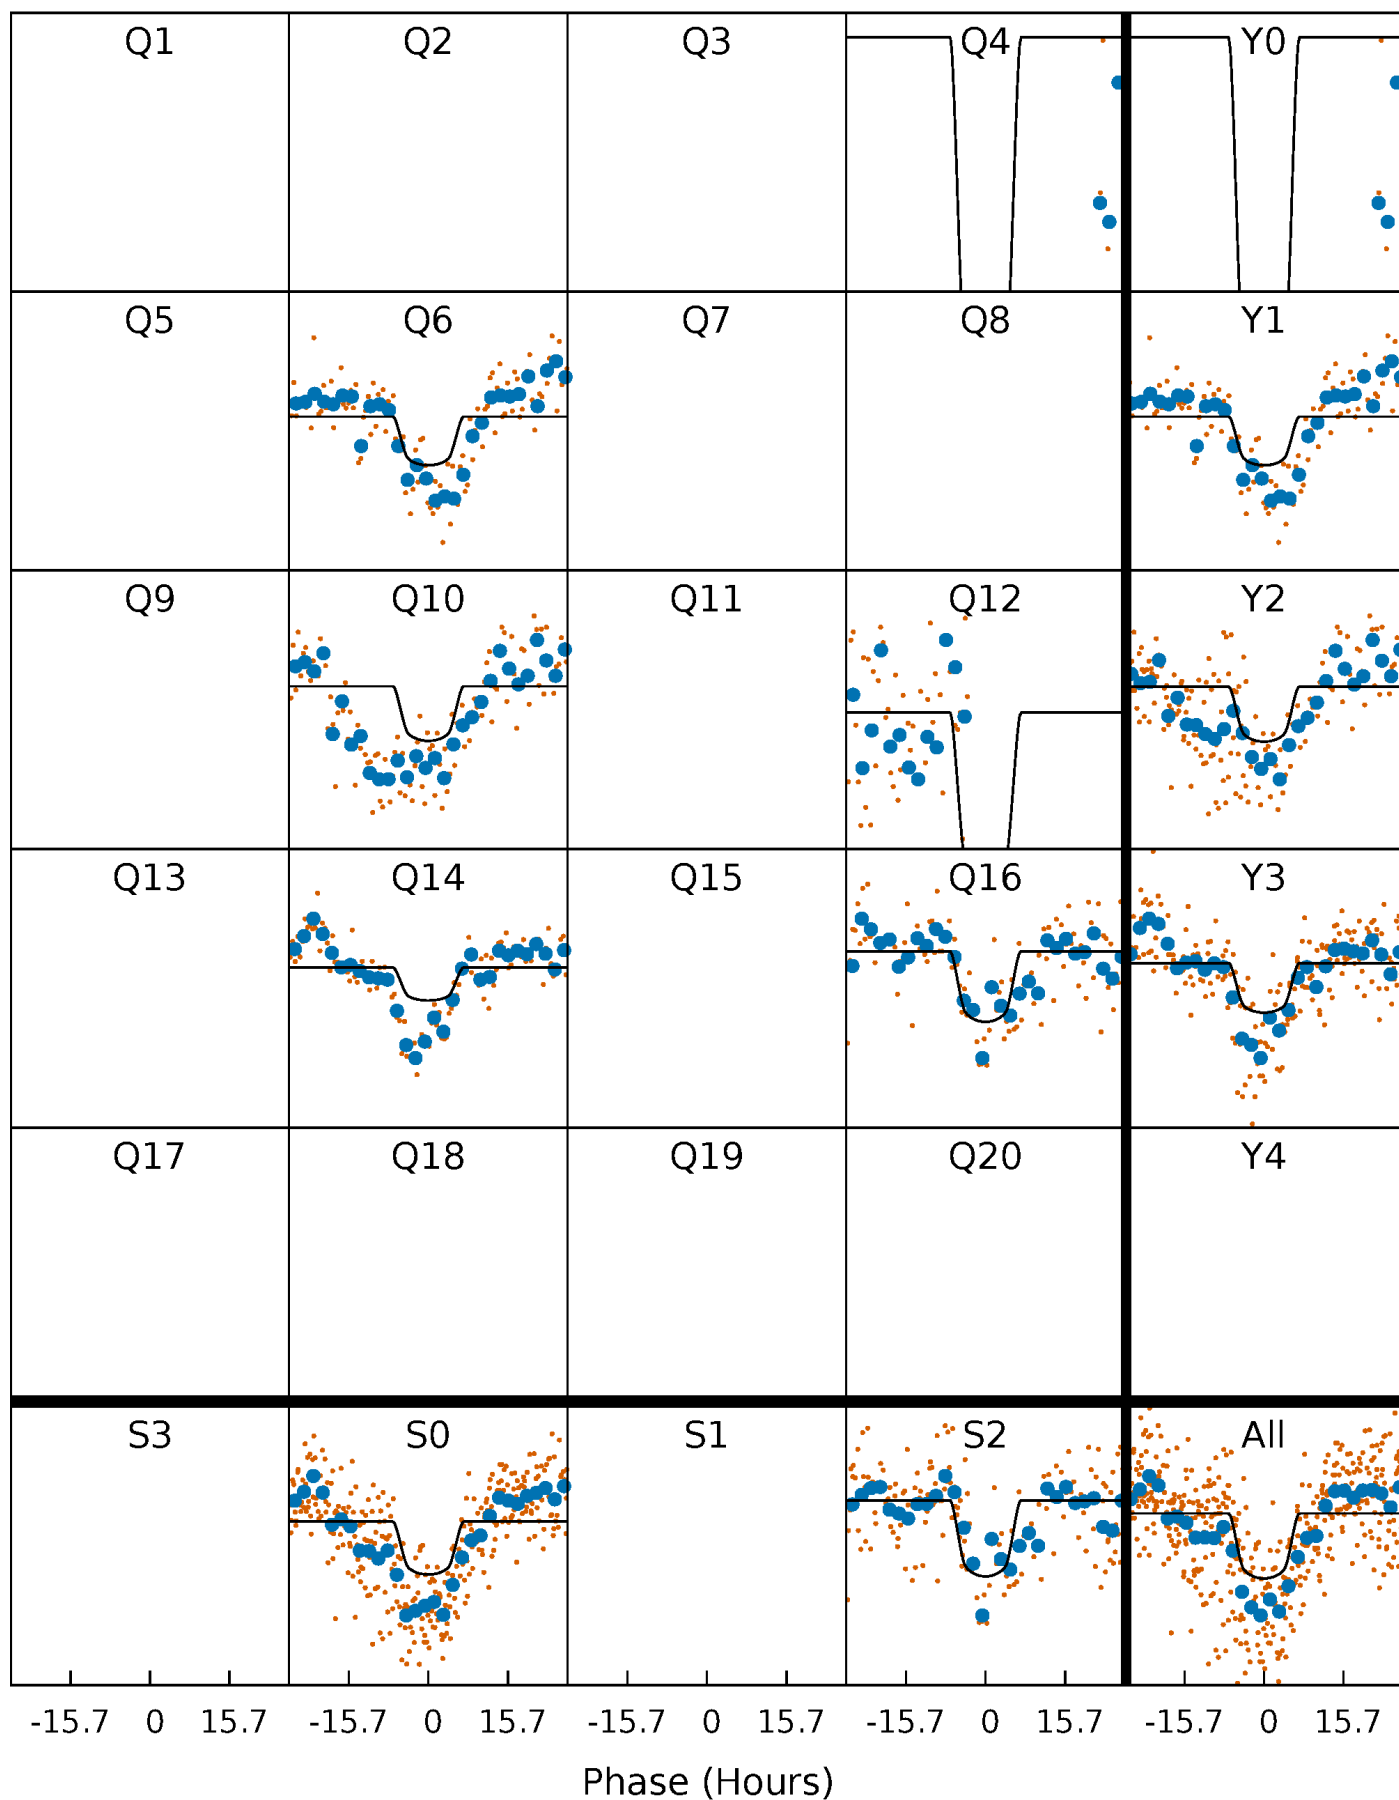 Q1 Q2 Q3 Q4 Y0
Q5 Q6 Q7 Q8 Y1
Q9 Q10 Q11 Q12 Y2
Q13 Q14 Q15 Q16 Y3
Q17 Q18 Q19 Q20 Y4
S3 S0 S1 S2 All
-15.7 0 15.7 -15.7 0 15.7 -15.7 0 15.7 -15.7 0 15.7 -15.7 0 15.7
Phase (Hours)